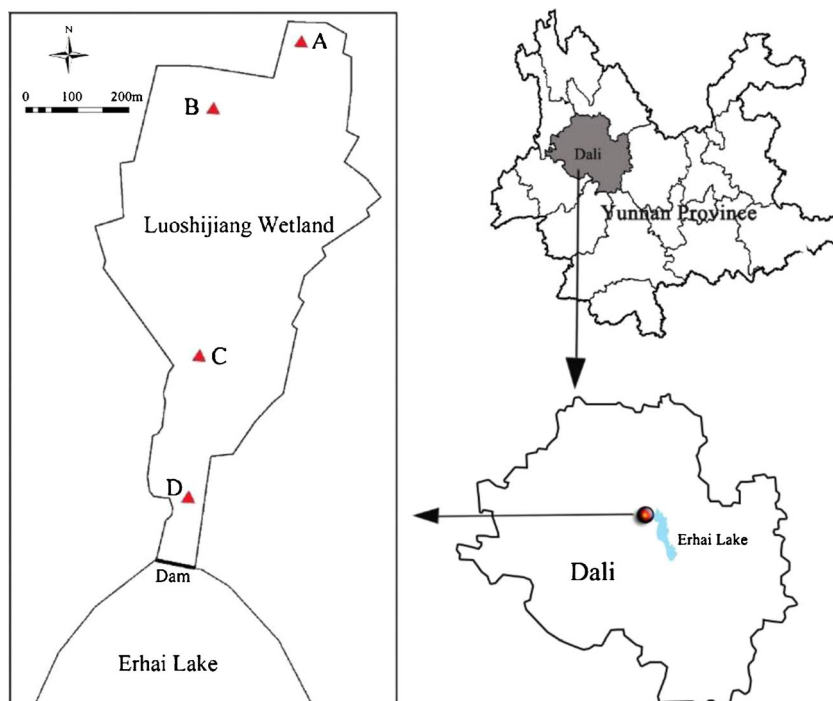 N
0 100 200m
A
B
Luoshijiang Wetland
C
D
Dam
Erhai Lake
Dali
Yunnan Province
Erhai Lake
Dali